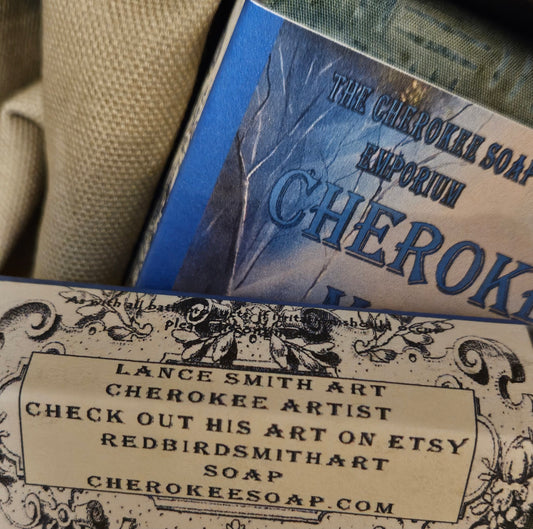 THE CHEROKEE SOAP
EMPORIUM
CHEROKE
LANCE SMITH ART
CHEROKEE ARTIST
CHECK OUT HIS ART ON ETSY
REDBIRDSMITHART
SOAP
CHEROKEESOAP.COM